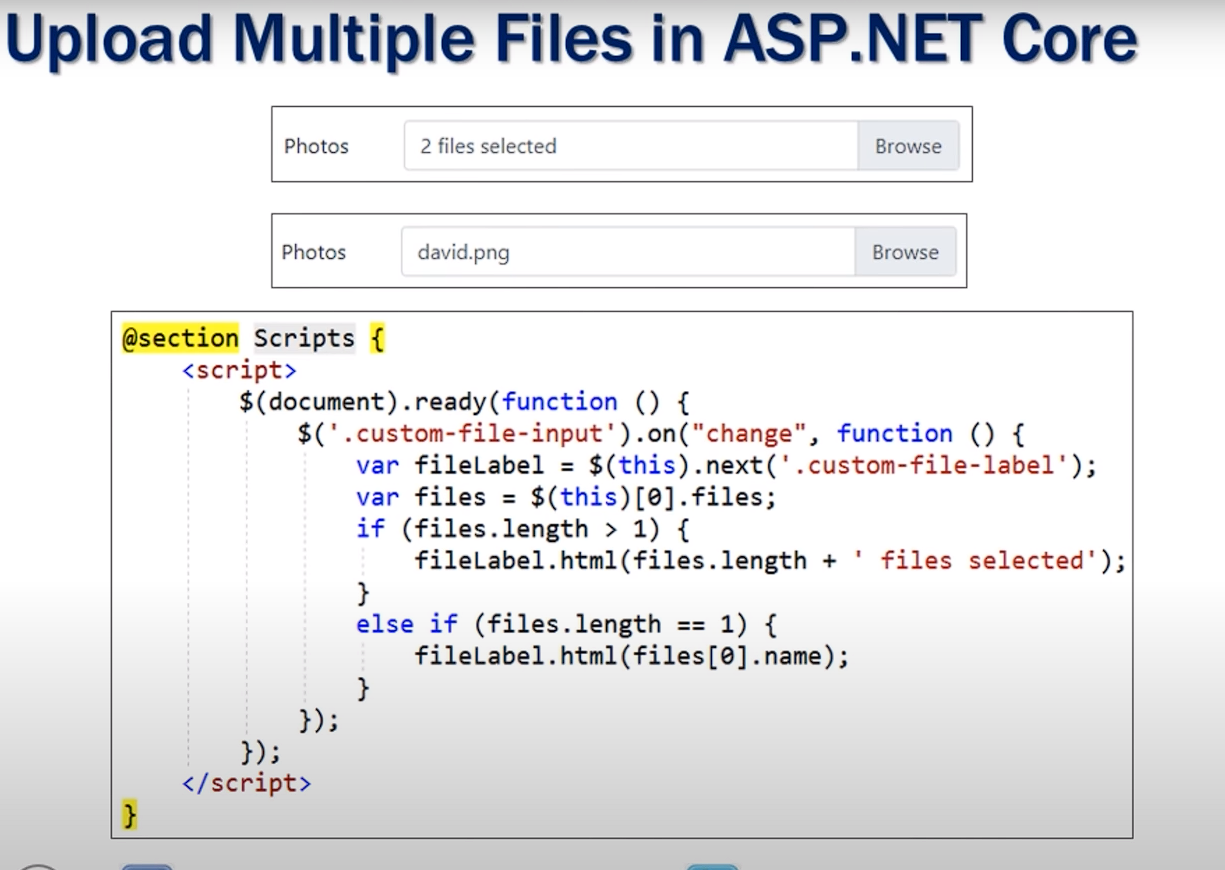 Upload Multiple Files in ASP.NET Core
Photos 2 files selected Browse
Photos david.png Browse
@section Scripts {
<script>
$(document).ready(function () {
$('.custom-file-input').on("change", function () {
var fileLabel = $(this).next('.custom-file-label');
var files = $(this)[0].files;
if (files.length > 1) {
fileLabel.html(files.length + ' files selected');
}
else if (files.length == 1) {
fileLabel.html(files[0].name);
}
});
});
</script>
}